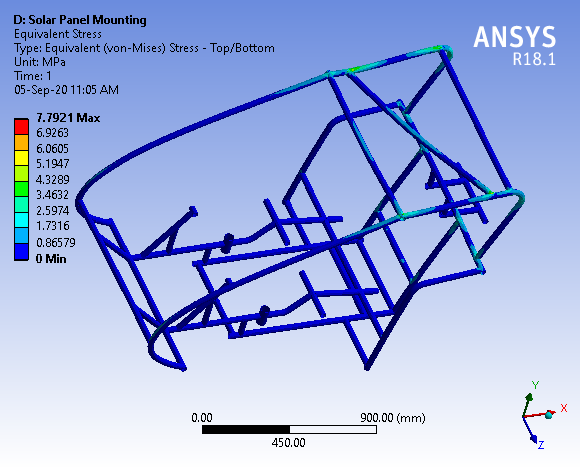 D: Solar Panel Mounting
Equivalent Stress
Type: Equivalent (von-Mises) Stress - Top/Bottom
Unit: MPa
Time: 1
05-Sep-20 11:05 AM
ANSYS
R18.1
7.7921 Max
6.9263
6.0605
5.1947
4.3289
3.4632
2.5974
1.7316
0.86579
0 Min
0.00
900.00 (mm)
450.00
Y
X
Z